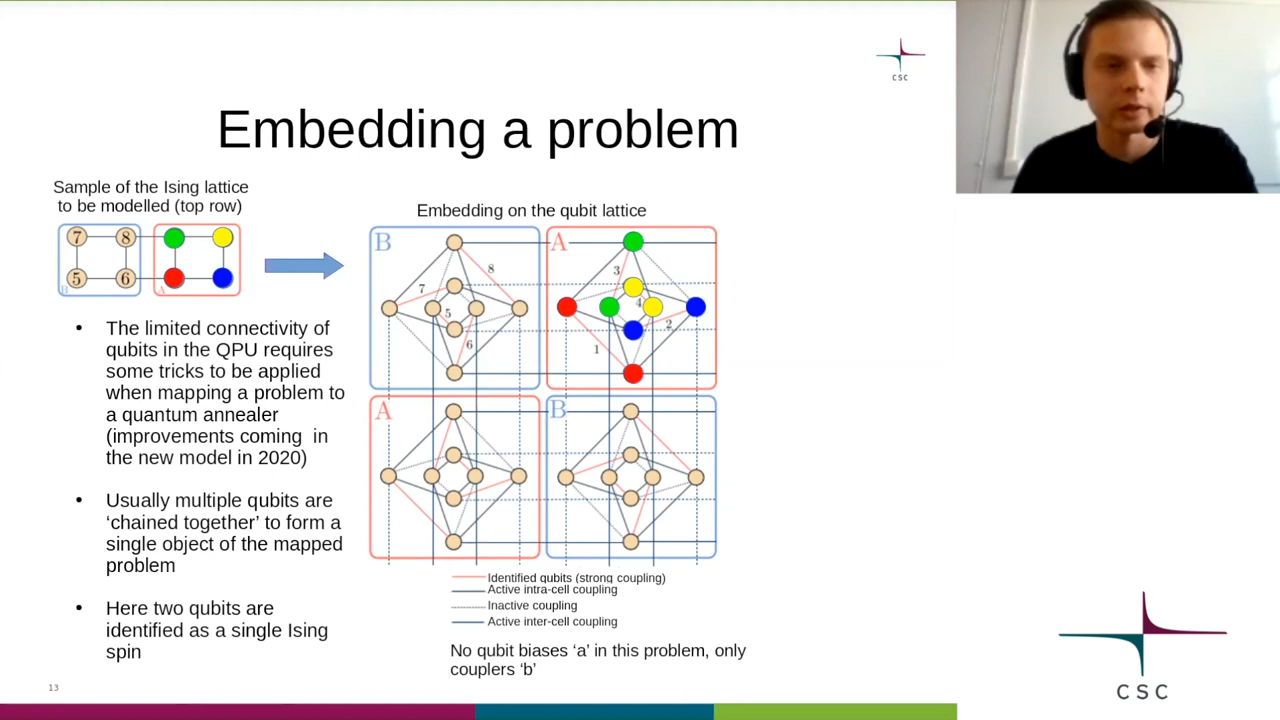 CSC
Embedding a problem
Sample of the Ising lattice
to be modelled (top row)
7 8
5 6
B A
Embedding on the qubit lattice
B A
8
7
5
6
3
4
2
1
A B
• The limited connectivity of
qubits in the QPU requires
some tricks to be applied
when mapping a problem to
a quantum annealer
(improvements coming in
the new model in 2020)
• Usually multiple qubits are
‘chained together’ to form a
single object of the mapped
problem
• Here two qubits are
identified as a single Ising
spin
Identified qubits (strong coupling)
Active intra-cell coupling
Inactive coupling
Active inter-cell coupling
No qubit biases ‘a’ in this problem, only
couplers ‘b’
13
CSC